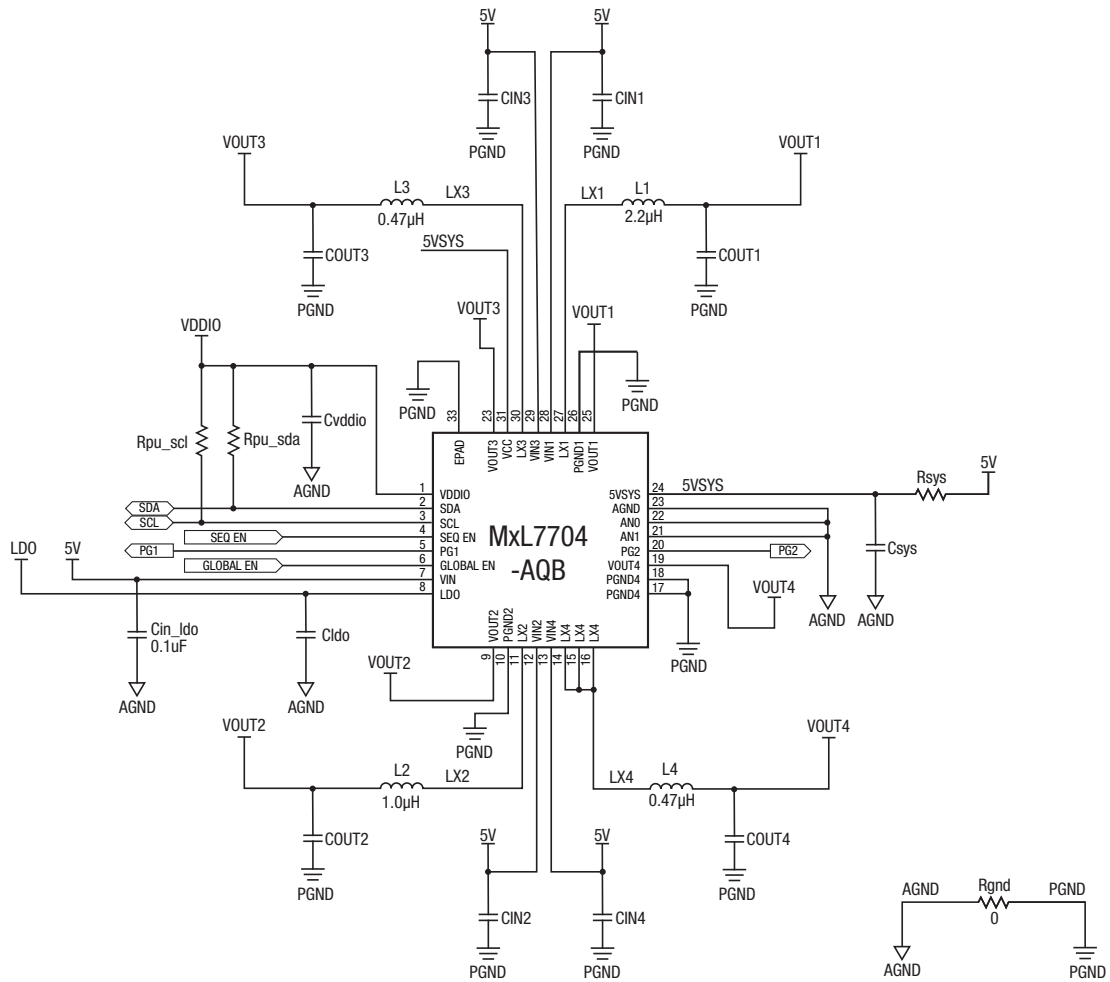 5V
5V
CIN3
CIN1
PGND
PGND
VOUT3
VOUT1
L3
LX3
LX1
L1
0.47µH
2.2µH
5VSYS
COUT3
COUT1
PGND
PGND
VOUT3
VOUT1
VDDIO
PGND
PGND
Cvddio
Rpu_scl
Rpu_sda
AGND
33
23
31
30
29
28
27
26
25
EPAD
VOUT3
VCC
LX3
VIN3
VIN1
LX1
PGND1
VOUT1
1 VDDIO
SDA 2 SDA
SCL 3 SCL
SEQ EN 4 SEQ EN
PG1 5 PG1
GLOBAL EN 6 GLOBAL EN
7 VIN
8 LDO
LDO
5V
MxL7704
-AQB
5VSYS 24 5VSYS
AGND 23
AN0 22
AN1 21
PG2 20 PG2
VOUT4 19
PGND4 18
PGND4 17
Rsys
5V
Csys
VOUT4
AGND
AGND
PGND
Cin_ldo
0.1uF
Cldo
AGND
AGND
VOUT2
PGND2
LX2
VIN2
VIN4
LX4
LX4
LX4
9
10
11
12
13
14
15
16
VOUT2
PGND
VOUT2
VOUT4
L2
LX2
LX4
L4
1.0µH
0.47µH
COUT2
COUT4
PGND
PGND
5V
5V
CIN2
CIN4
PGND
PGND
AGND
Rgnd
PGND
0
AGND
PGND